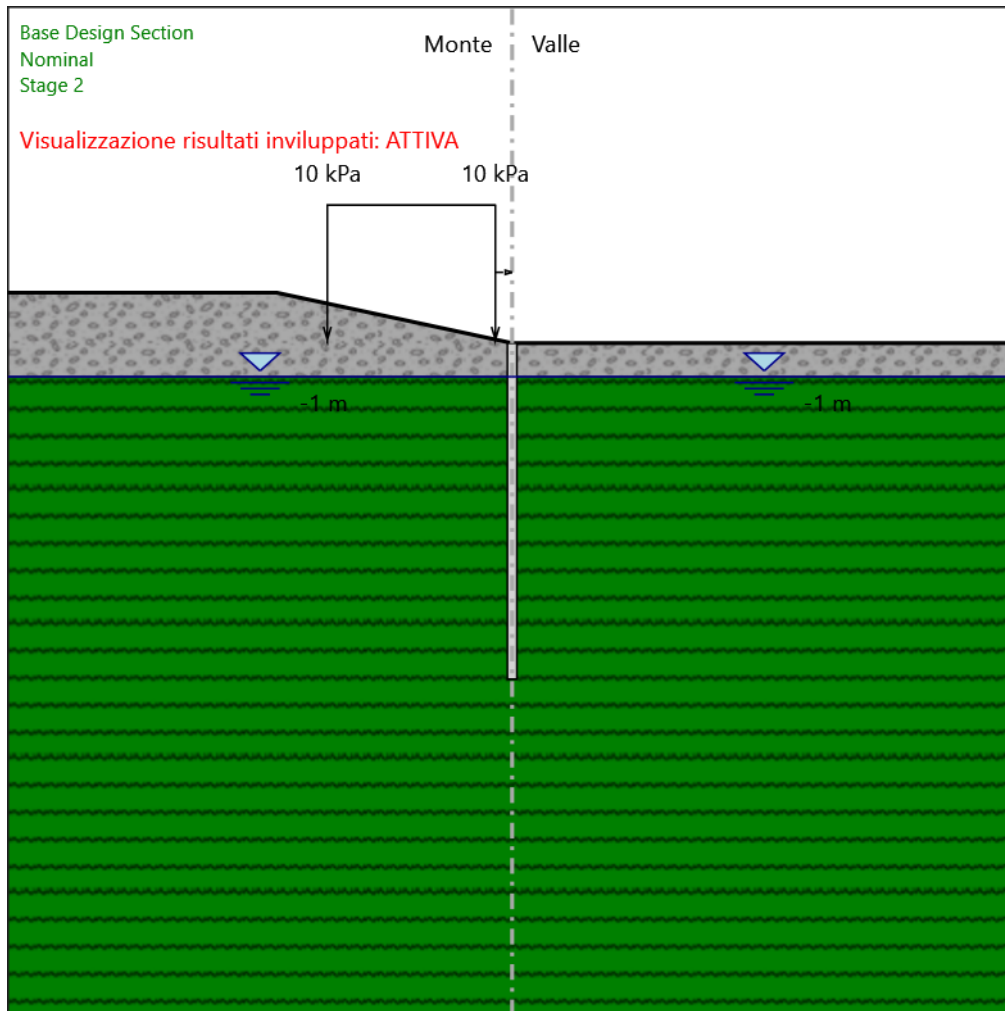 Base Design Section
Nominal
Stage 2
Monte
Valle
Visualizzazione risultati inviluppati: ATTIVA
10 kPa
10 kPa
-1 m
-1 m